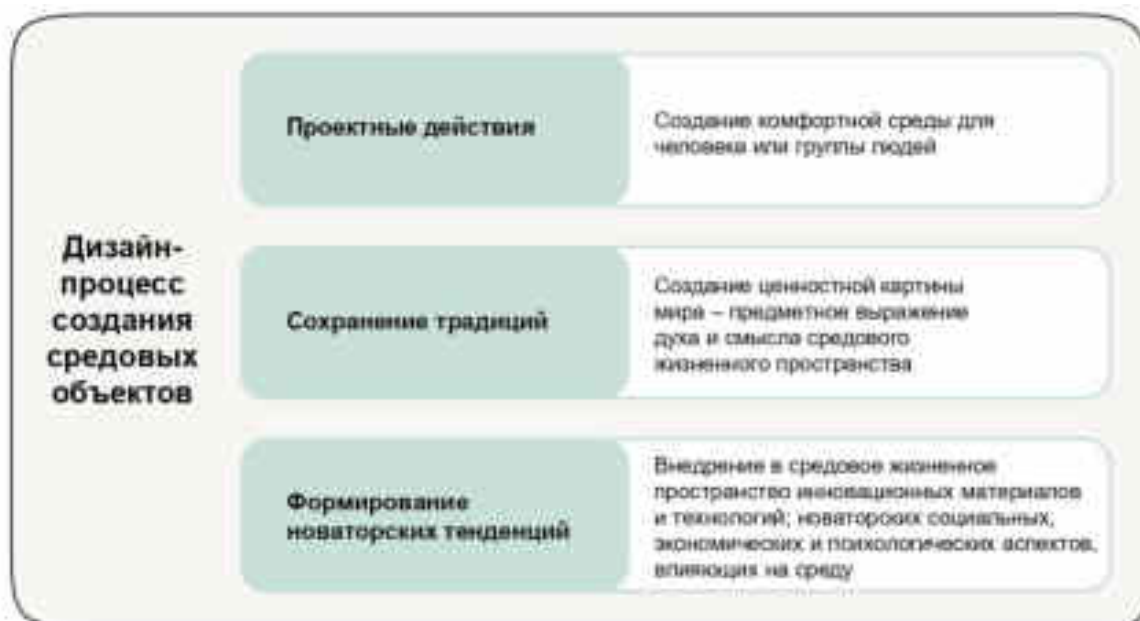 Дизайн-
процесс
создания
средовых
объектов
Проектные действия
Создание комфортной среды для
человека или группы людей
Сохранение традиций
Создание ценностной картины
мира – предметное выражение
духа и смысла средового
жизненного пространства
Формирование
новаторских тенденций
Внедрение в средовое жизненное
пространство инновационных материалов
и технологий; новаторских социальных,
экономических и психологических аспектов,
влияющих на среду